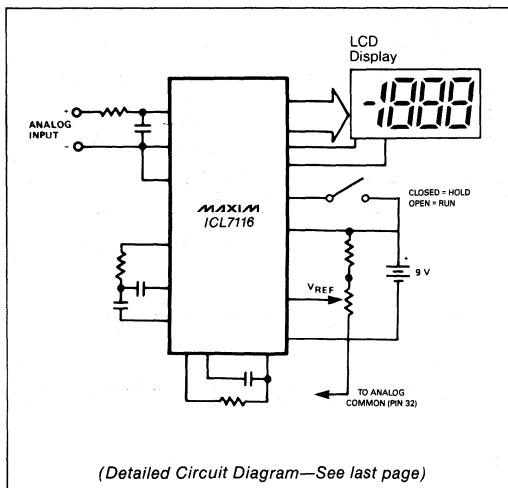 LCD
Display
-1888
+
ANALOG
INPUT
-
MAXIM
ICL7116
CLOSED = HOLD
OPEN = RUN
VREF
+
9 V
TO ANALOG
COMMON (PIN 32)
(Detailed Circuit Diagram—See last page)